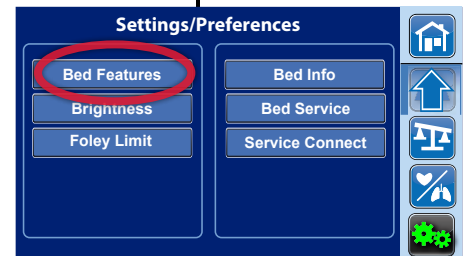 Settings/Preferences
Bed Features
Brightness
Foley Limit
Bed Info
Bed Service
Service Connect